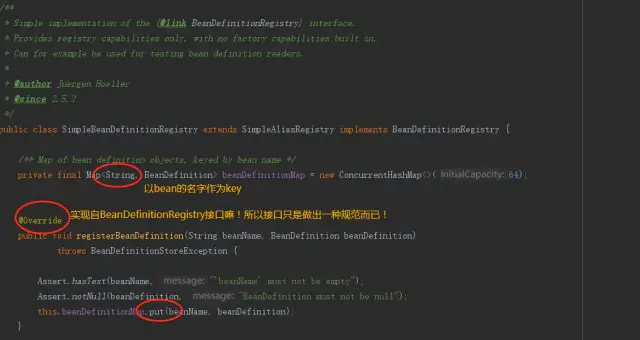 /**
* Simple implementation of the {@link BeanDefinitionRegistry} interface.
* Provides registry capabilities only, with no factory capabilities built in.
* Can for example be used for testing bean definition readers.
*
* @author Juergen Hoeller
* @since 2.5.2
*/
public class SimpleBeanDefinitionRegistry extends SimpleAliasRegistry implements BeanDefinitionRegistry {
/** Map of bean definition objects, keyed by bean name */
private final Map<String, BeanDefinition> beanDefinitionMap = new ConcurrentHashMap<>( initialCapacity: 64);
以bean的名字作为key
@Override 实现自BeanDefinitionRegistry接口嘛！所以接口只是做出一种规范而已！
public void registerBeanDefinition(String beanName, BeanDefinition beanDefinition)
throws BeanDefinitionStoreException {
Assert.hasText(beanName, message: "'beanName' must not be empty");
Assert.notNull(beanDefinition, message: "BeanDefinition must not be null");
this.beanDefinitionMap.put(beanName, beanDefinition);
}